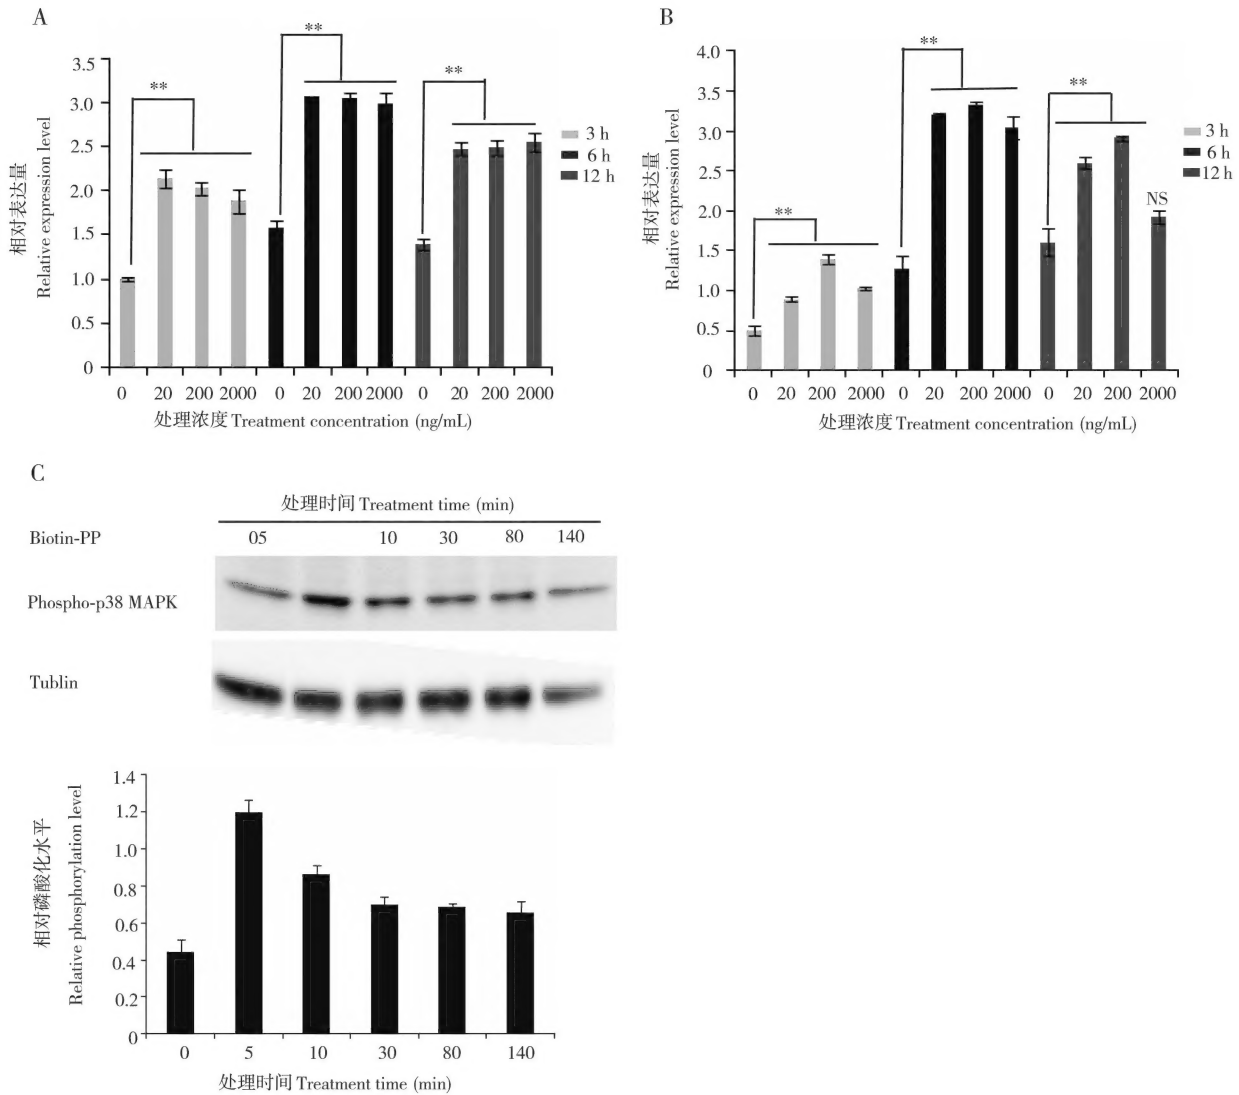 A
**
**
**
3.5
3.0
2.5
2.0
1.5
1.0
0.5
0
相对表达量
Relative expression level
3 h
6 h
12 h
0 20 200 2000 0 20 200 2000 0 20 200 2000
处理浓度 Treatment concentration (ng/mL)
B
**
**
**
NS
4.0
3.5
3.0
2.5
2.0
1.5
1.0
0.5
0
相对表达量
Relative expression level
3 h
6 h
12 h
0 20 200 2000 0 20 200 2000 0 20 200 2000
处理浓度 Treatment concentration (ng/mL)
C
处理时间 Treatment time (min)
Biotin-PP 05 10 30 80 140
Phospho-p38 MAPK
Tublin
1.4
1.2
1.0
0.8
0.6
0.4
0.2
0
相对磷酸化水平
Relative phosphorylation level
0 5 10 30 80 140
处理时间 Treatment time (min)